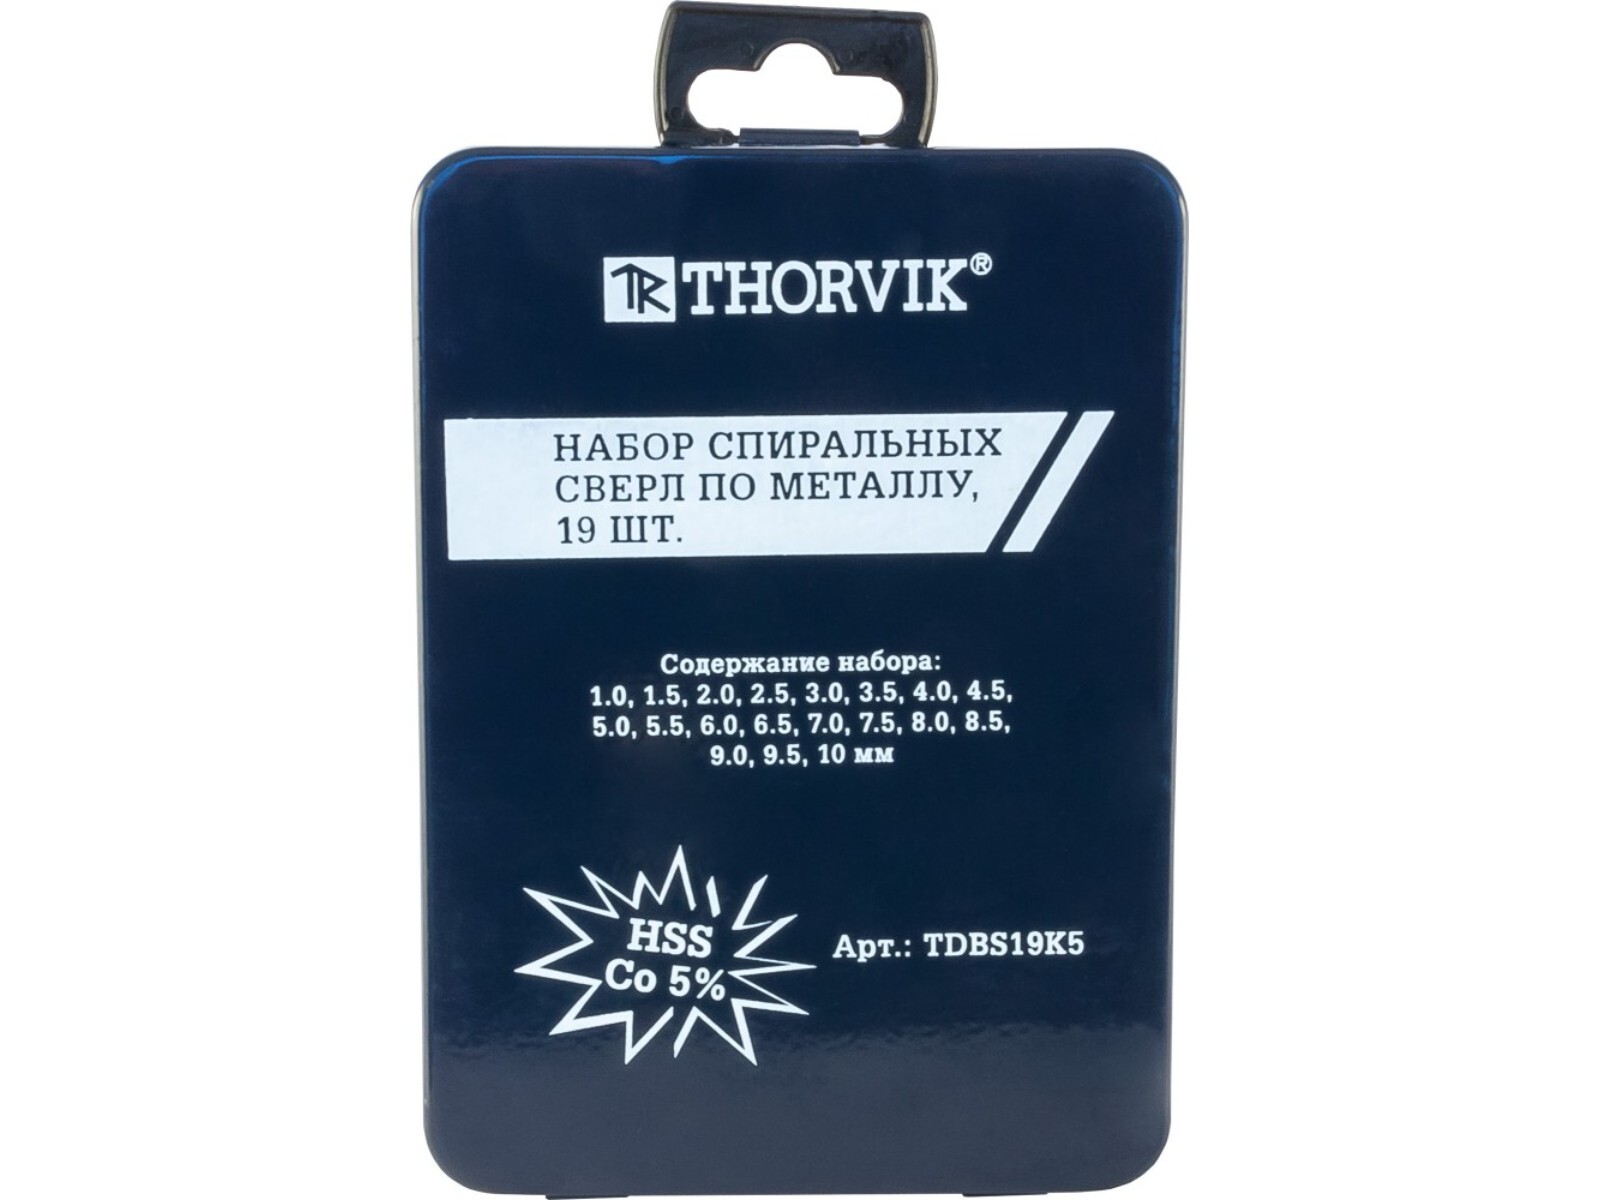 TR THORVIK®
НАБОР СПИРАЛЬНЫХ
СВЕРЛ ПО МЕТАЛЛУ,
19 ШТ.
Содержание набора:
1.0, 1.5, 2.0, 2.5, 3.0, 3.5, 4.0, 4.5,
5.0, 5.5, 6.0, 6.5, 7.0, 7.5, 8.0, 8.5,
9.0, 9.5, 10 мм
HSS
Co 5%
Арт.: TDBS19K5